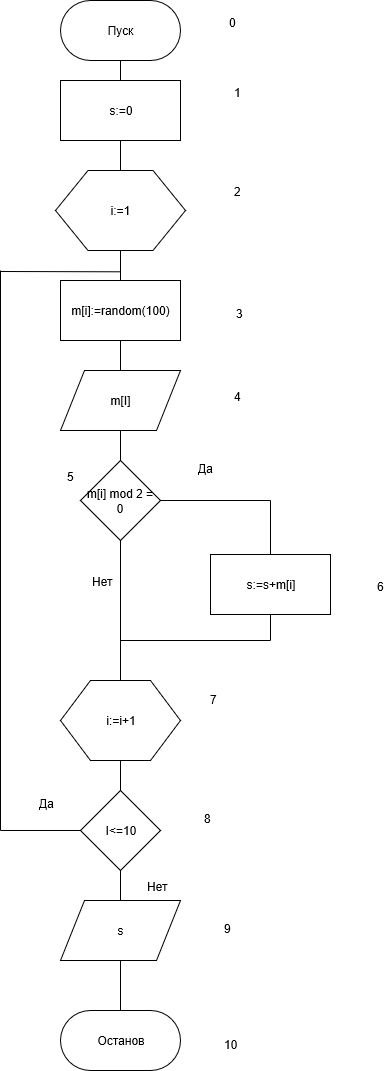 Пуск
0
s:=0
1
i:=1
2
m[i]:=random(100)
3
m[I]
4
5
m[i] mod 2 =
0
Да
Нет
s:=s+m[i]
6
i:=i+1
7
Да
I<=10
8
Нет
s
9
Останов
10